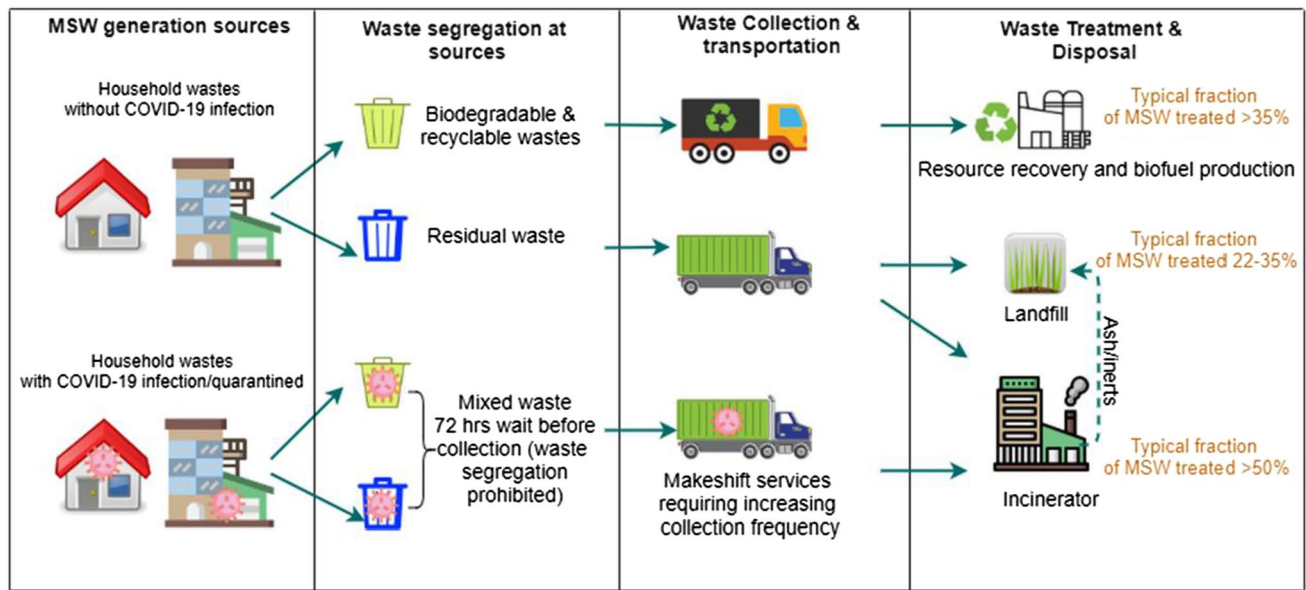 MSW generation sources
Household wastes
without COVID-19 infection
Household wastes
with COVID-19 infection/quarantined
Waste segregation at
sources
Biodegradable &
recyclable wastes
Residual waste
Mixed waste
72 hrs wait before
collection (waste
segregation
prohibited)
Waste Collection &
transportation
Makeshift services
requiring increasing
collection frequency
Waste Treatment &
Disposal
Typical fraction
of MSW treated >35%
Resource recovery and biofuel production
Typical fraction
of MSW treated 22-35%
Landfill
Ash/inerts
Typical fraction
of MSW treated >50%
Incinerator